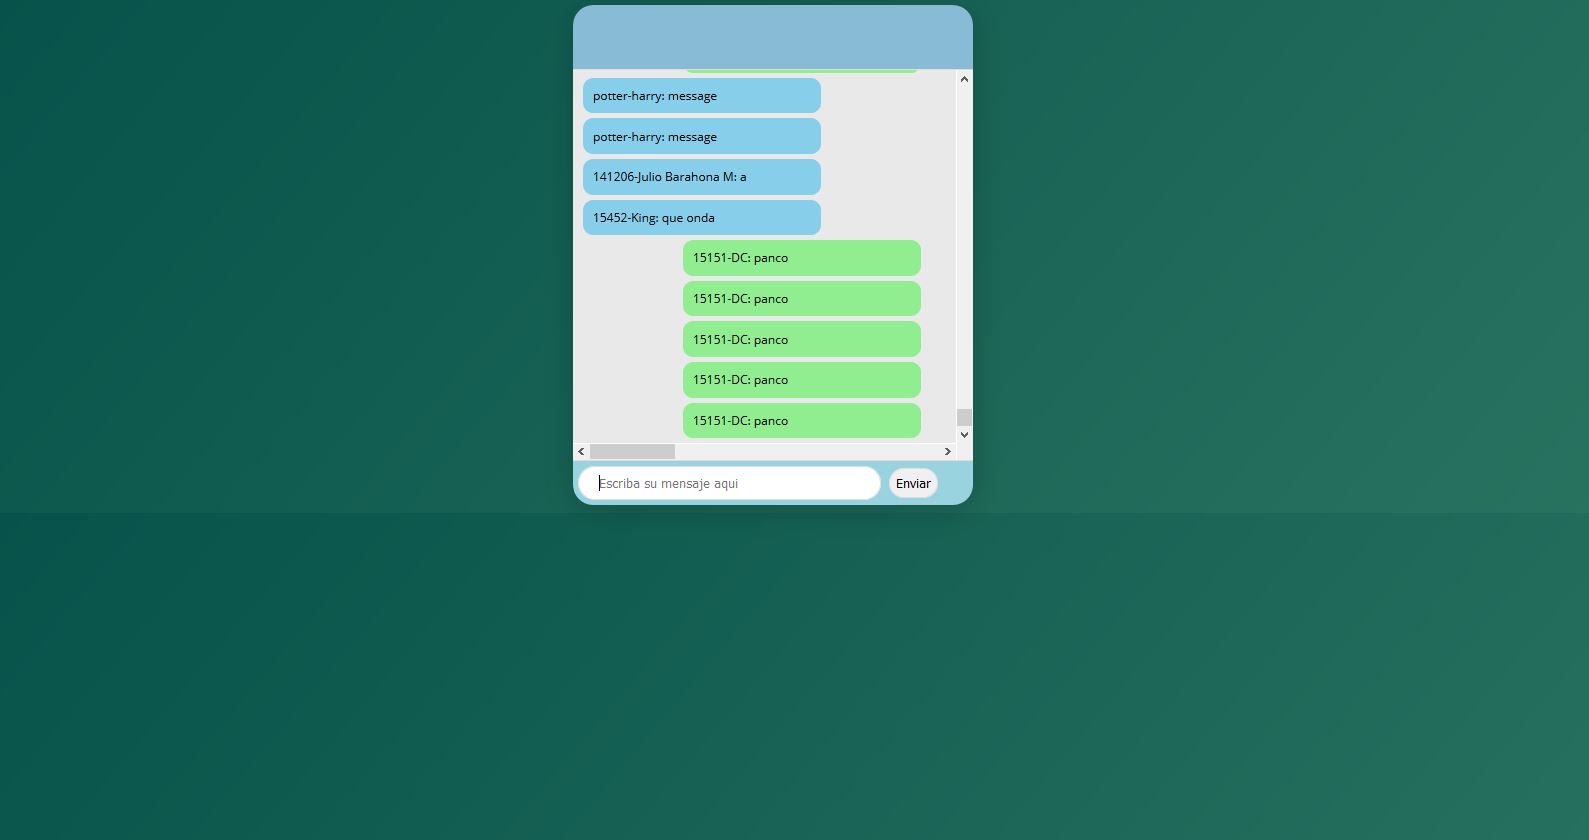 potter-harry: message
potter-harry: message
141206-Julio Barahona M: a
15452-King: que onda
15151-DC: panco
15151-DC: panco
15151-DC: panco
15151-DC: panco
15151-DC: panco
Escriba su mensaje aqui
Enviar